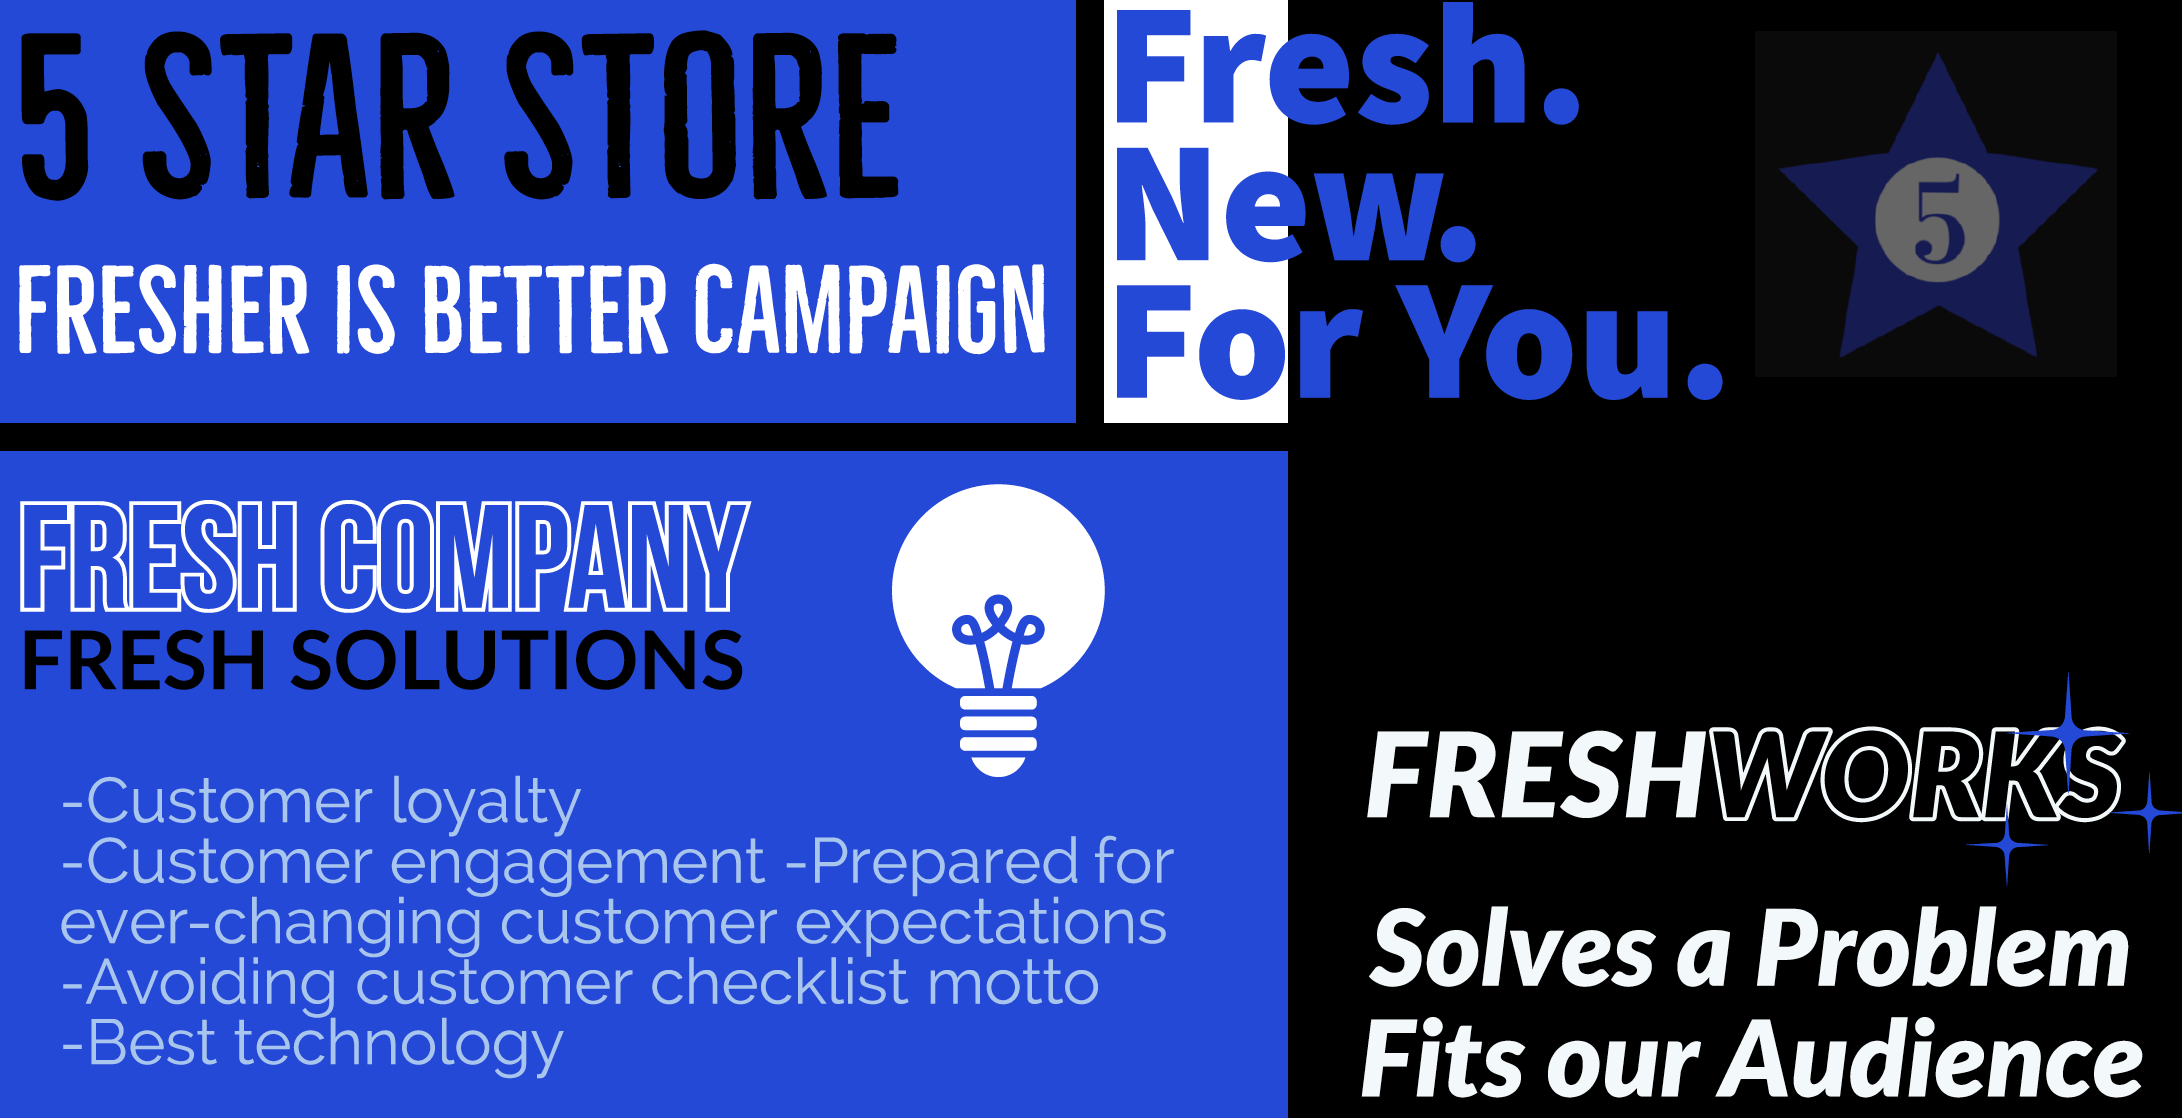 5 STAR STORE
FRESHER IS BETTER CAMPAIGN
Fresh.
New.
For You.
5
FRESH COMPANY
FRESH SOLUTIONS
-Customer loyalty
-Customer engagement -Prepared for
ever-changing customer expectations
-Avoiding customer checklist motto
-Best technology
FRESHWORKS
Solves a Problem
Fits our Audience